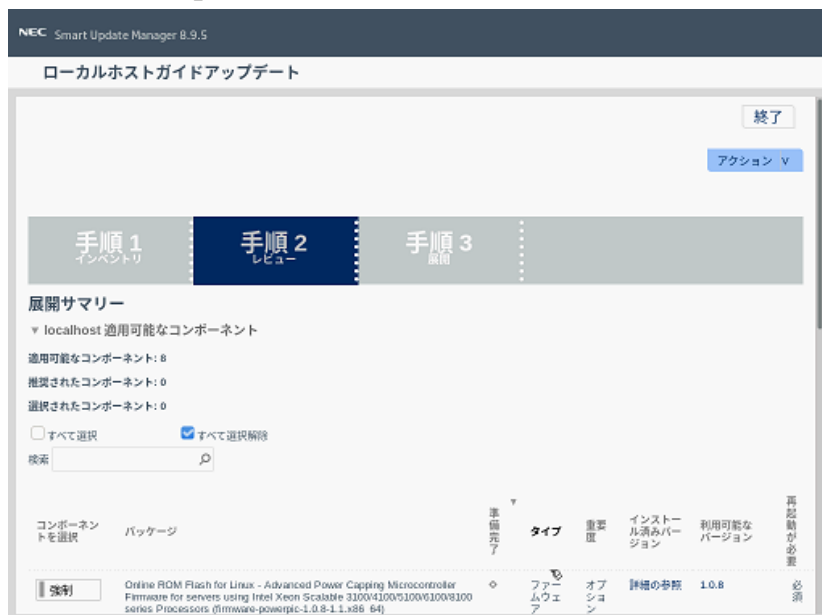 NEC Smart Update Manager 8.9.5
ローカルホストガイドアップデート
終了
アクション ∨
手順 1
インベントリ
手順 2
レビュー
手順 3
展開
展開サマリー
▼ localhost 適用可能なコンポーネント
適用可能なコンポーネント: 8
推奨されたコンポーネント: 0
選択されたコンポーネント: 0
すべて選択
すべて選択解除
検索
コンポーネン
トを選択
パッケージ
準備完了
▼
タイプ
重要
度
インストー
ル済みバー
ジョン
利用可能な
バージョン
再起動が必要
強制
Online ROM Flash for Linux - Advanced Power Capping Microcontroller
Firmware for servers using Intel Xeon Scalable 3100/4100/5100/6100/8100
series Processors (firmware-powerpic-1.0.8-1.1.x86_64)
ファー
ムウェ
ア
オプ
ショ
ン
詳細の参照
1.0.8
必須